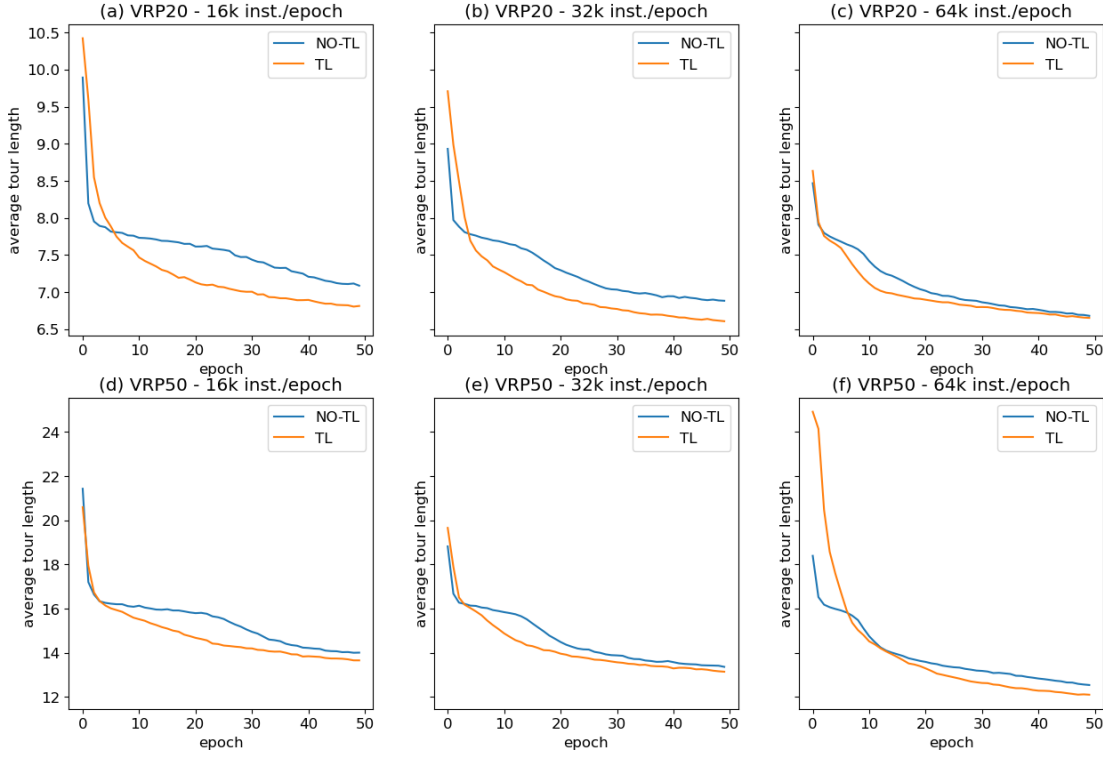 (a) VRP20 - 16k inst./epoch
NO-TL
TL
average tour length
10.5
10.0
9.5
9.0
8.5
8.0
7.5
7.0
6.5
0 10 20 30 40 50
epoch
(b) VRP20 - 32k inst./epoch
NO-TL
TL
average tour length
0 10 20 30 40 50
epoch
(c) VRP20 - 64k inst./epoch
NO-TL
TL
average tour length
0 10 20 30 40 50
epoch
(d) VRP50 - 16k inst./epoch
NO-TL
TL
average tour length
24
22
20
18
16
14
12
0 10 20 30 40 50
epoch
(e) VRP50 - 32k inst./epoch
NO-TL
TL
average tour length
0 10 20 30 40 50
epoch
(f) VRP50 - 64k inst./epoch
NO-TL
TL
average tour length
0 10 20 30 40 50
epoch